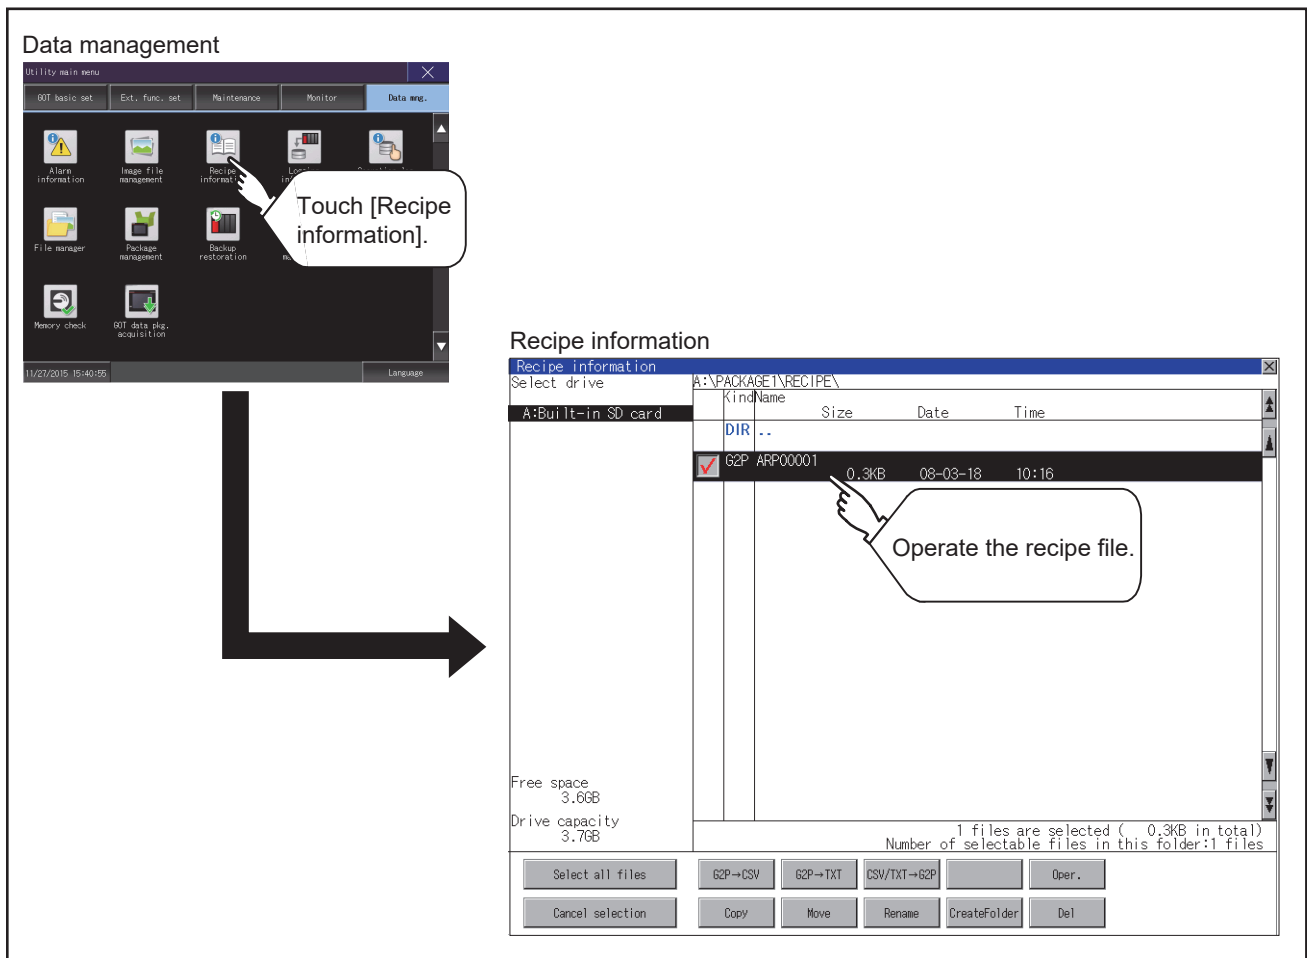 Data management
Utility main menu
GOT basic set Ext. func. set Maintenance Monitor Data mng.
Alarm information
Image file management
Recipe
File manager
Package management
Backup restoration
Memory check
GOT data pkg. acquisition
11/27/2015 15:40:55 Language
Touch [Recipe
information].
Recipe information
Recipe information
Select drive
A:\PACKAGE1\RECIPE\
A:Built-in SD card
Kind Name
Size Date Time
DIR ..
G2P ARP00001
0.3KB 08-03-18 10:16
Operate the recipe file.
Free space
3.6GB
Drive capacity
3.7GB
1 files are selected ( 0.3KB in total)
Number of selectable files in this folder:1 files
Select all files G2P→CSV G2P→TXT CSV/TXT→G2P Oper.
Cancel selection Copy Move Rename CreateFolder Del